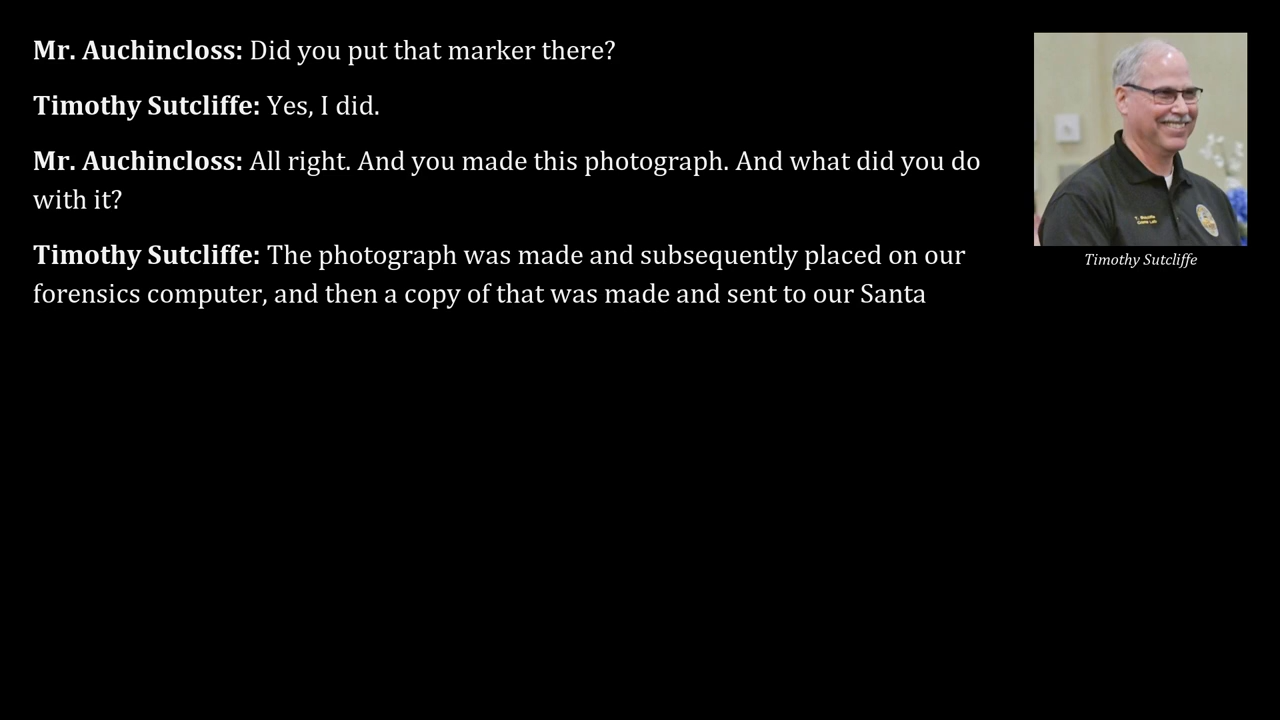 Mr. Auchincloss: Did you put that marker there?
Timothy Sutcliffe: Yes, I did.
Mr. Auchincloss: All right. And you made this photograph. And what did you do
with it?
Timothy Sutcliffe: The photograph was made and subsequently placed on our
forensics computer, and then a copy of that was made and sent to our Santa
Timothy Sutcliffe